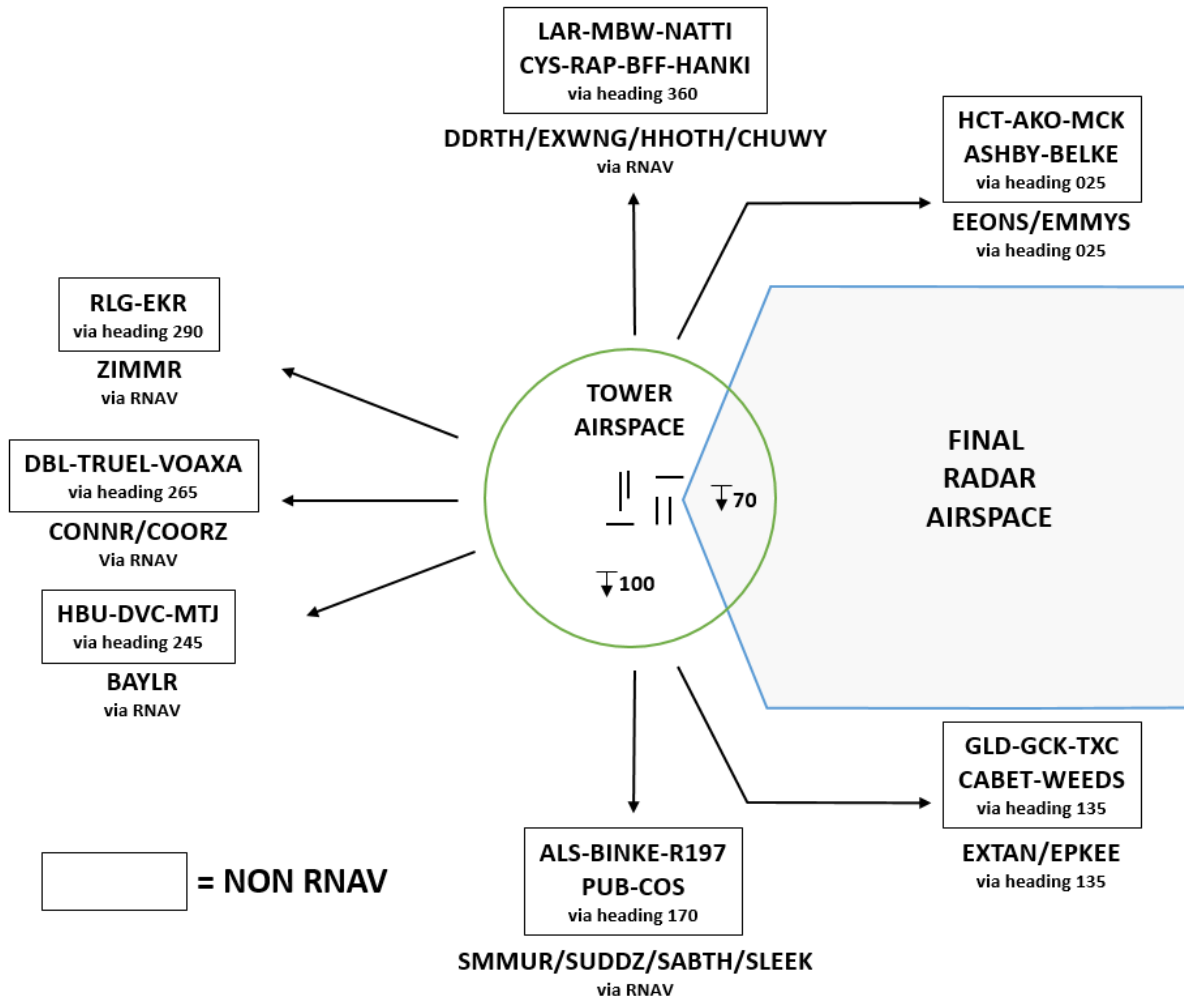 LAR-MBW-NATTI
CYS-RAP-BFF-HANKI
via heading 360
DDRTH/EXWNG/HHOTH/CHUWY
via RNAV
HCT-AKO-MCK
ASHBY-BELKE
via heading 025
EEONS/EMMYS
via heading 025
RLG-EKR
via heading 290
ZIMMR
via RNAV
TOWER
AIRSPACE
DBL-TRUEL-VOAXA
via heading 265
CONNR/COORZ
Via RNAV
FINAL
RADAR
AIRSPACE
70
100
HBU-DVC-MTJ
via heading 245
BAYLR
via RNAV
GLD-GCK-TXC
CABET-WEEDS
via heading 135
EXTAN/EPKEE
via heading 135
ALS-BINKE-R197
PUB-COS
via heading 170
SMMUR/SUDDZ/SABTH/SLEEK
via RNAV
= NON RNAV